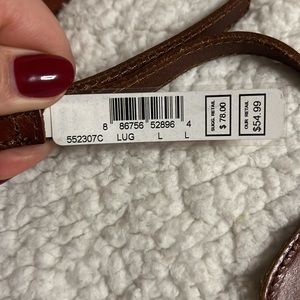 8 86756 52896 4
552307C LUG L L
SUGG. RETAIL
$ 78.00
OUR RETAIL
$54.99